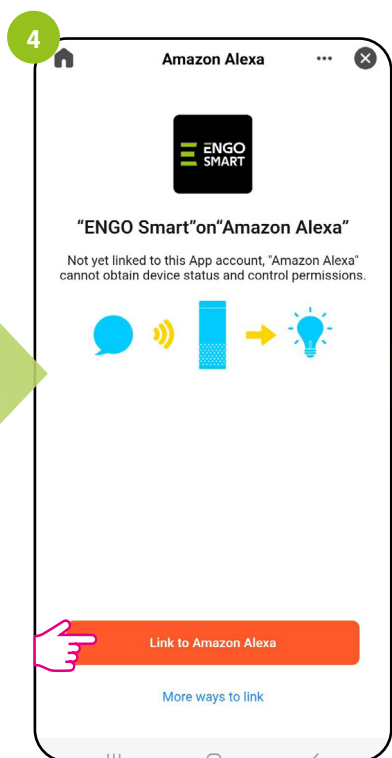 4
Amazon Alexa
ENGO
SMART
“ENGO Smart”on“Amazon Alexa”
Not yet linked to this App account, "Amazon Alexa"
cannot obtain device status and control permissions.
Link to Amazon Alexa
More ways to link